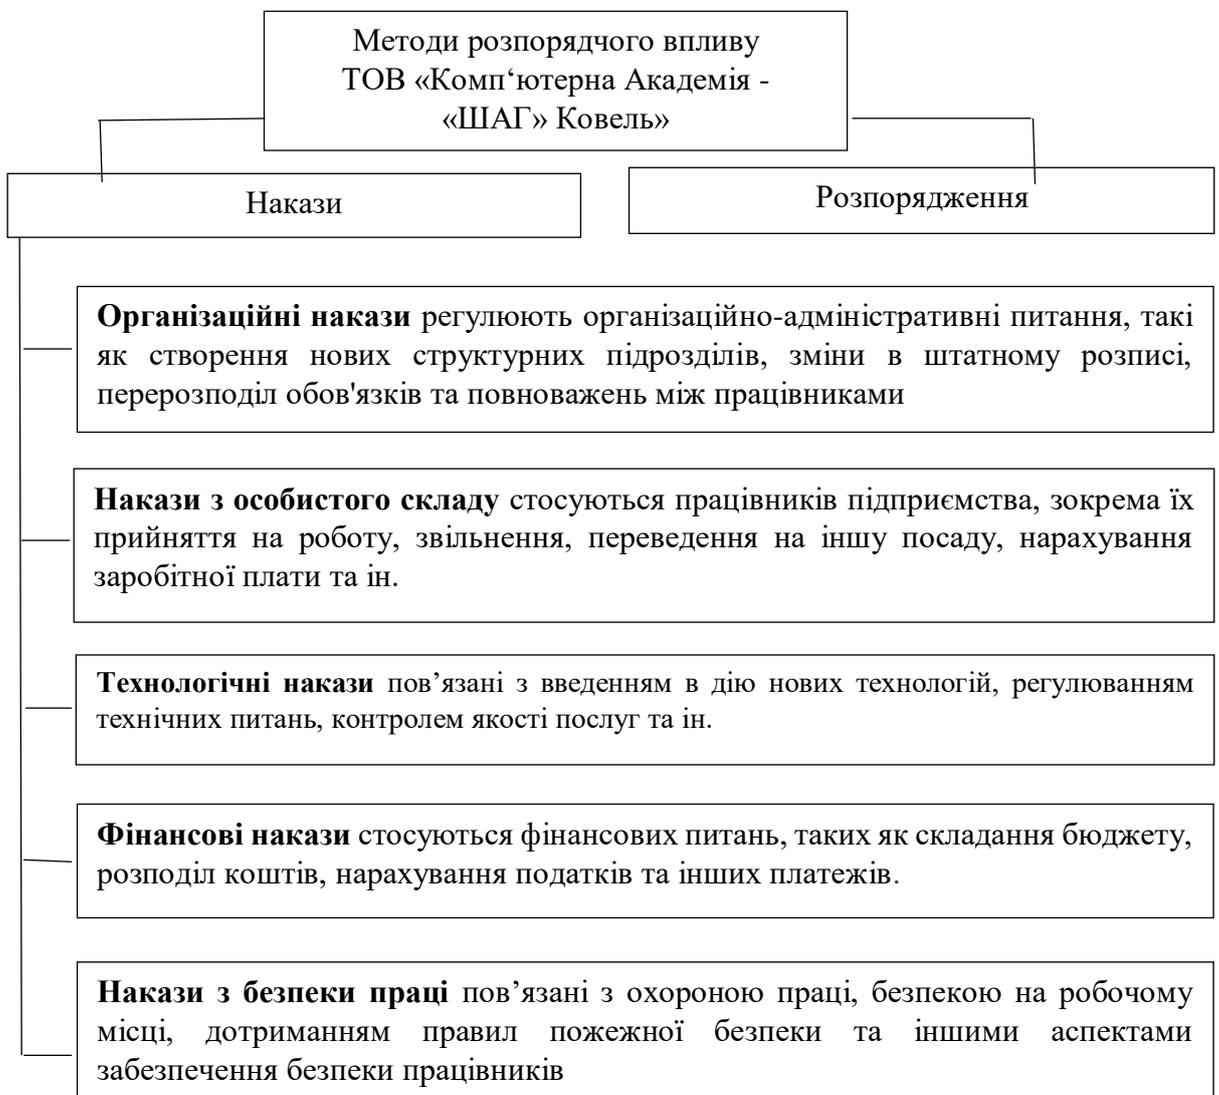 Методи розпорядчого впливу
ТОВ «Комп‘ютерна Академія -
«ШАГ» Ковель»
Накази
Розпорядження
Організаційні накази регулюють організаційно-адміністративні питання, такі
як створення нових структурних підрозділів, зміни в штатному розписі,
перерозподіл обов'язків та повноважень між працівниками
Накази з особистого складу стосуються працівників підприємства, зокрема їх
прийняття на роботу, звільнення, переведення на іншу посаду, нарахування
заробітної плати та ін.
Технологічні накази пов’язані з введенням в дію нових технологій, регулюванням
технічних питань, контролем якості послуг та ін.
Фінансові накази стосуються фінансових питань, таких як складання бюджету,
розподіл коштів, нарахування податків та інших платежів.
Накази з безпеки праці пов’язані з охороною праці, безпекою на робочому
місці, дотриманням правил пожежної безпеки та іншими аспектами
забезпечення безпеки працівників